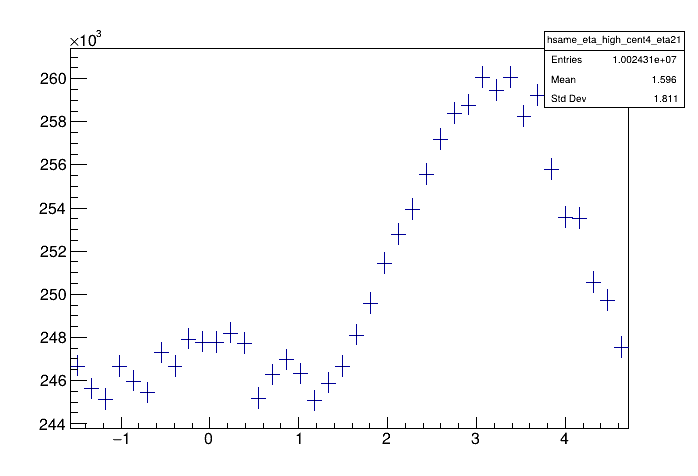 ×10³
hsame_eta_high_cent4_eta21
Entries 1.002431e+07
Mean 1.596
Std Dev 1.811
260
258
256
254
252
250
248
246
244
−1 0 1 2 3 4